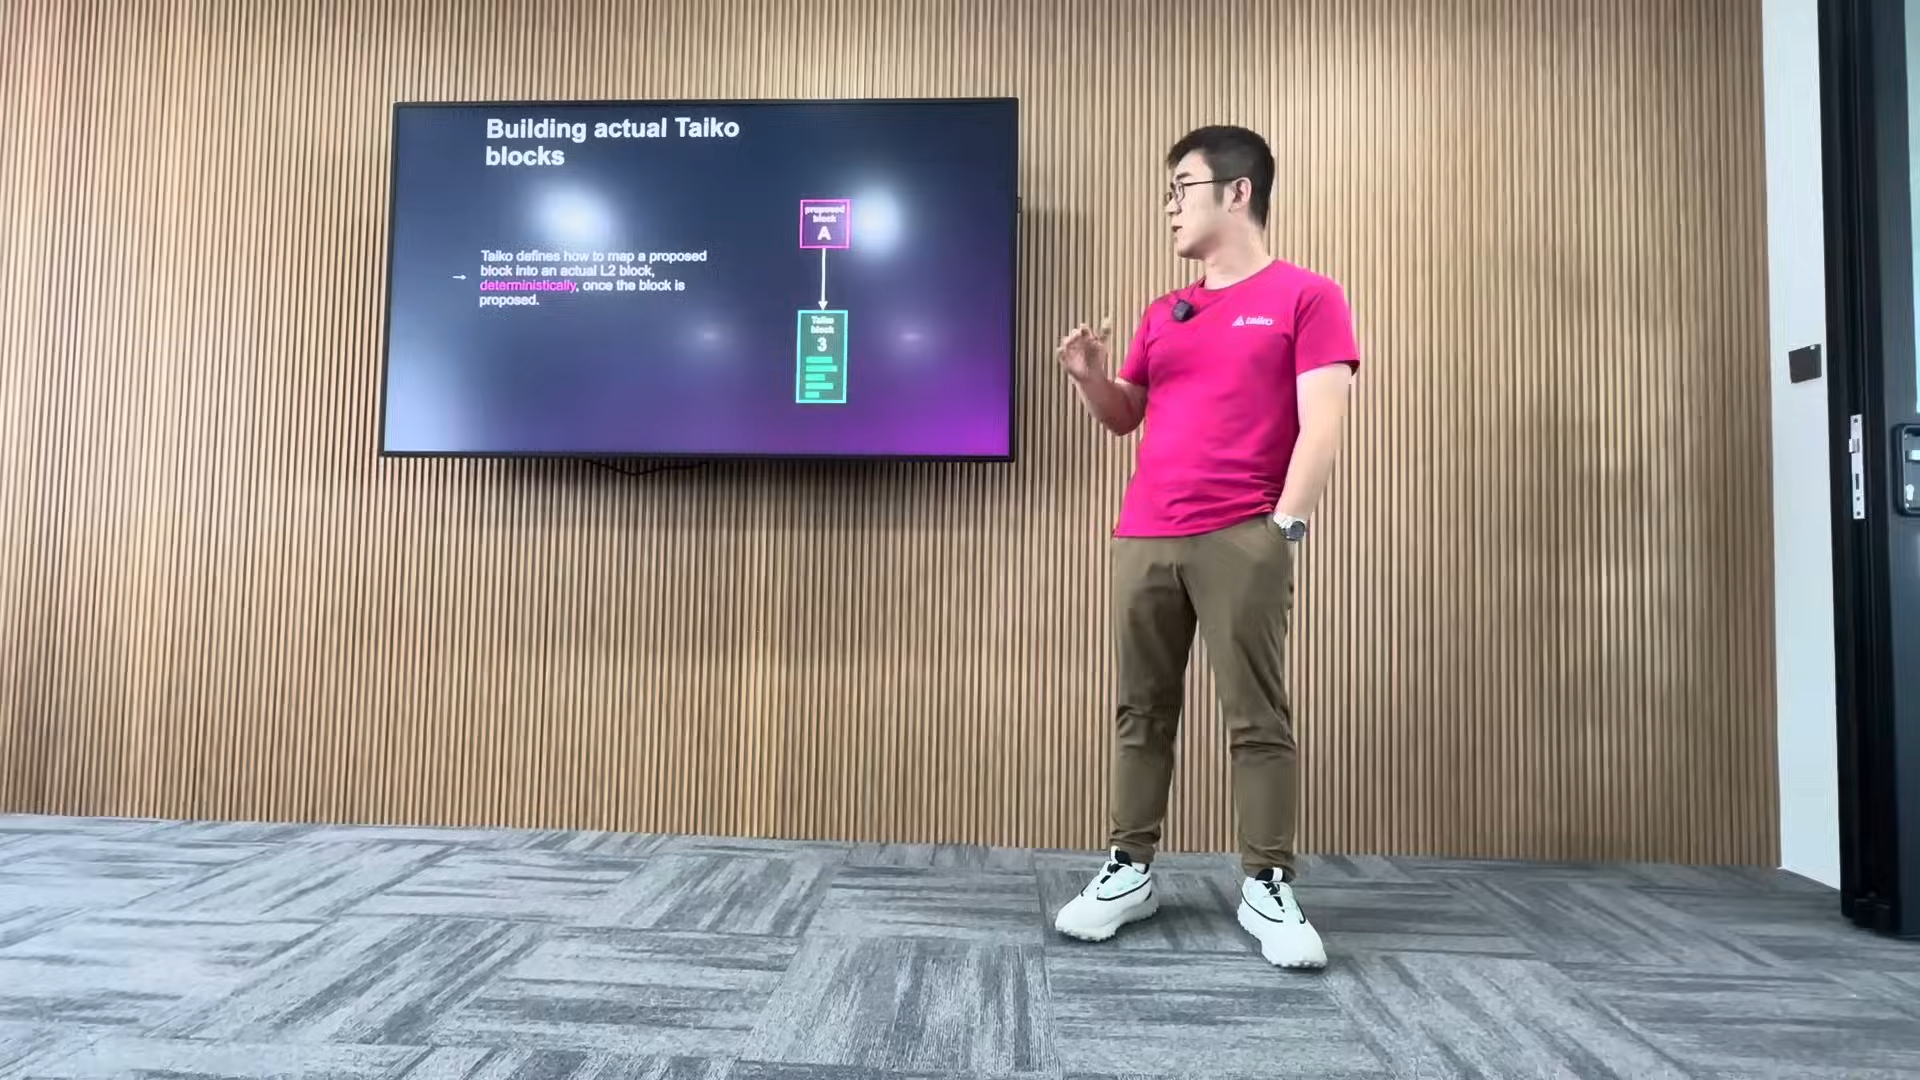 Building actual Taiko
blocks
Taiko defines how to map a proposed
block into an actual L2 block,
deterministically, once the block is
proposed.
proposed
block
A
Taiko
block
3
taiko